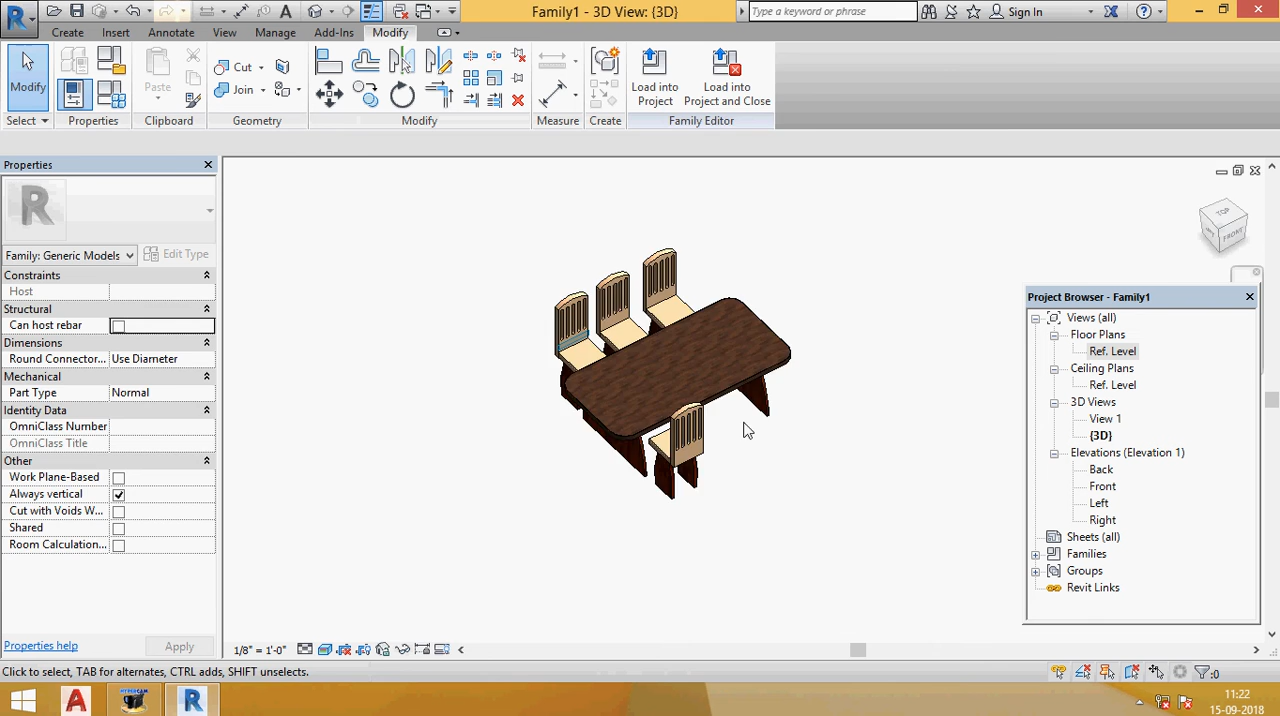 Family1 - 3D View: {3D}
Type a keyword or phrase
Sign In
Create
Insert
Annotate
View
Manage
Add-Ins
Modify
Modify
Select
Properties
Paste
Clipboard
Cut
Join
Geometry
Modify
Measure
Create
Load into
Project
Load into
Project and Close
Family Editor
Properties
R
Family: Generic Models
Edit Type
Constraints
Host
Structural
Can host rebar
Dimensions
Round Connector...
Use Diameter
Mechanical
Part Type
Normal
Identity Data
OmniClass Number
OmniClass Title
Other
Work Plane-Based
Always vertical
Cut with Voids W...
Shared
Room Calculation...
Properties help
Apply
TOP
FRONT
Project Browser - Family1
Views (all)
Floor Plans
Ref. Level
Ceiling Plans
Ref. Level
3D Views
View 1
{3D}
Elevations (Elevation 1)
Back
Front
Left
Right
Sheets (all)
Families
Groups
Revit Links
1/8" = 1'-0"
Click to select, TAB for alternates, CTRL adds, SHIFT unselects.
:0
11:22
15-09-2018